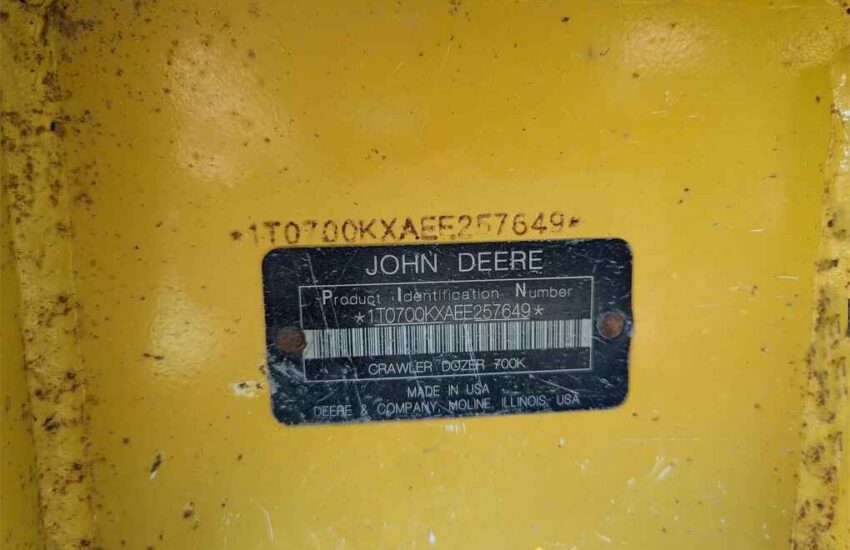 *1T0700KXAEE257649*
JOHN DEERE
Product Identification Number
*1T0700KXAEE257649*
CRAWLER DOZER 700K
MADE IN USA
DEERE & COMPANY, MOLINE, ILLINOIS, USA